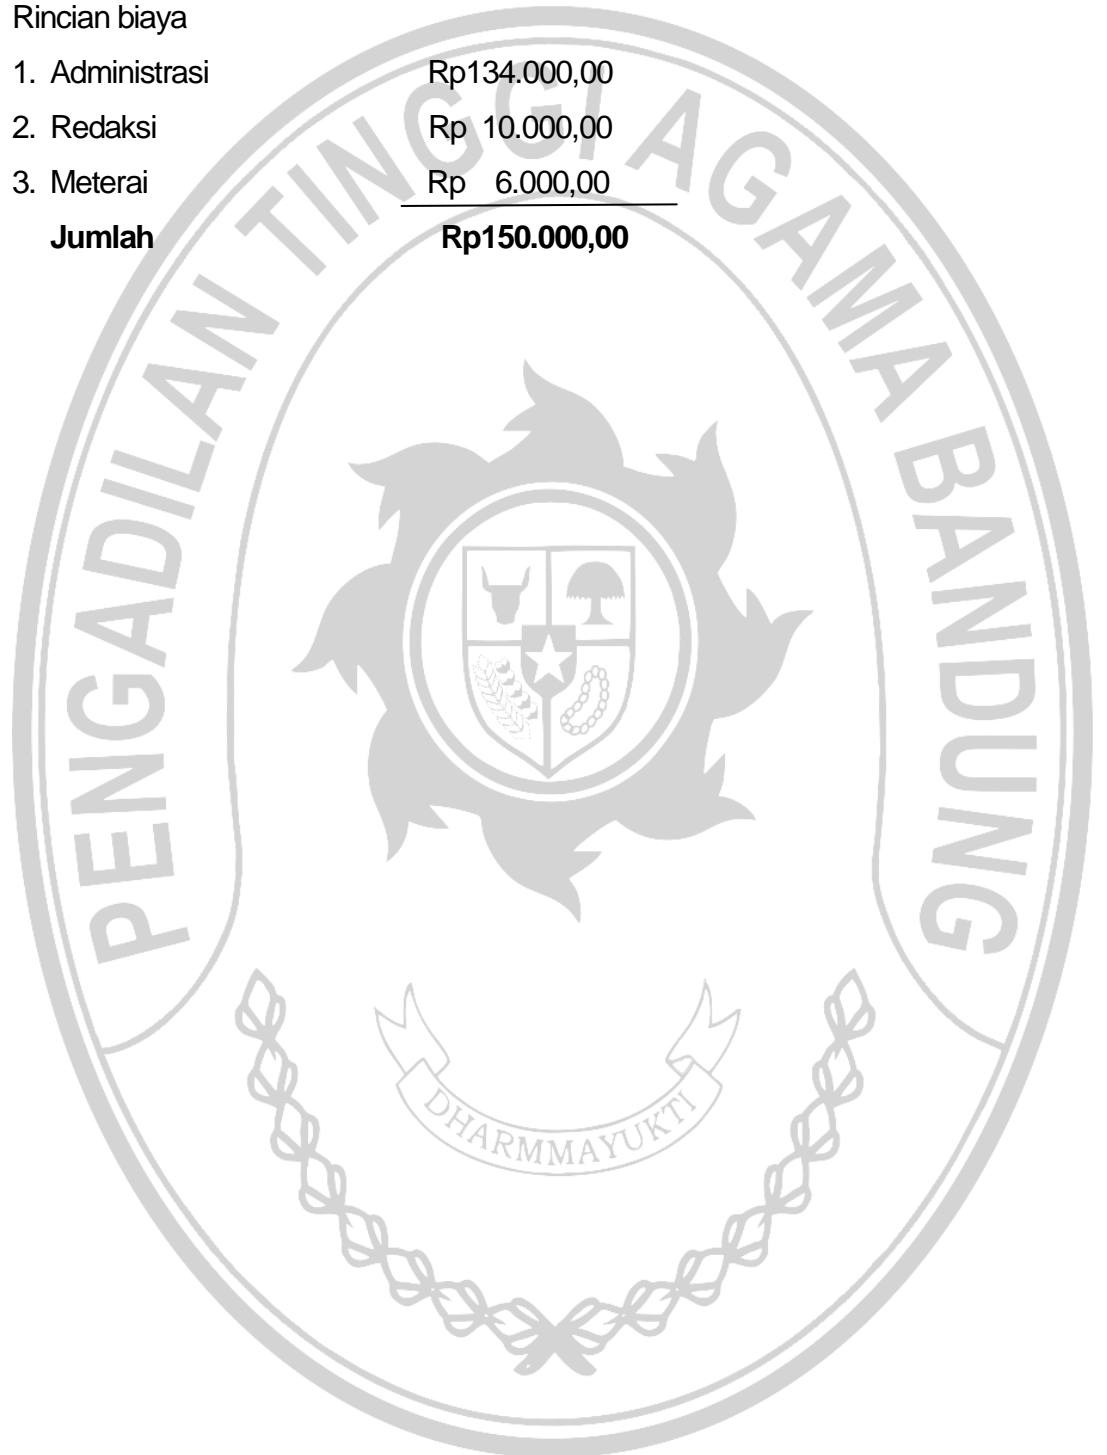 Rincian biaya
1. Administrasi Rp134.000,00
2. Redaksi Rp 10.000,00
3. Meterai Rp 6.000,00
Jumlah Rp150.000,00
PENGADILAN TINGGI AGAMA BANDUNG
DHARMMAYUKTI